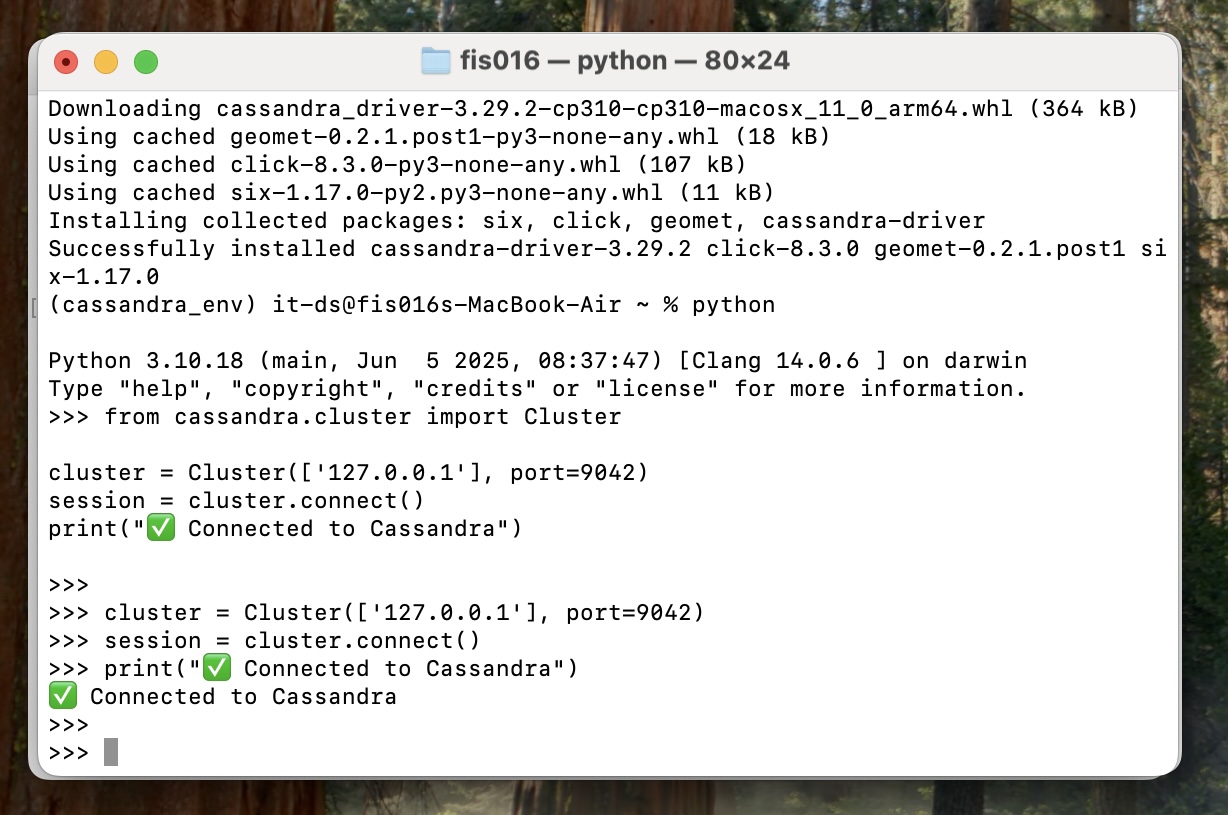 fis016 — python — 80×24
Downloading cassandra_driver-3.29.2-cp310-cp310-macosx_11_0_arm64.whl (364 kB)
Using cached geomet-0.2.1.post1-py3-none-any.whl (18 kB)
Using cached click-8.3.0-py3-none-any.whl (107 kB)
Using cached six-1.17.0-py2.py3-none-any.whl (11 kB)
Installing collected packages: six, click, geomet, cassandra-driver
Successfully installed cassandra-driver-3.29.2 click-8.3.0 geomet-0.2.1.post1 si
x-1.17.0
(cassandra_env) it-ds@fis016s-MacBook-Air ~ % python
Python 3.10.18 (main, Jun  5 2025, 08:37:47) [Clang 14.0.6 ] on darwin
Type "help", "copyright", "credits" or "license" for more information.
>>> from cassandra.cluster import Cluster
cluster = Cluster(['127.0.0.1'], port=9042)
session = cluster.connect()
print("✅ Connected to Cassandra")
>>>
>>> cluster = Cluster(['127.0.0.1'], port=9042)
>>> session = cluster.connect()
>>> print("✅ Connected to Cassandra")
✅ Connected to Cassandra
>>>
>>>